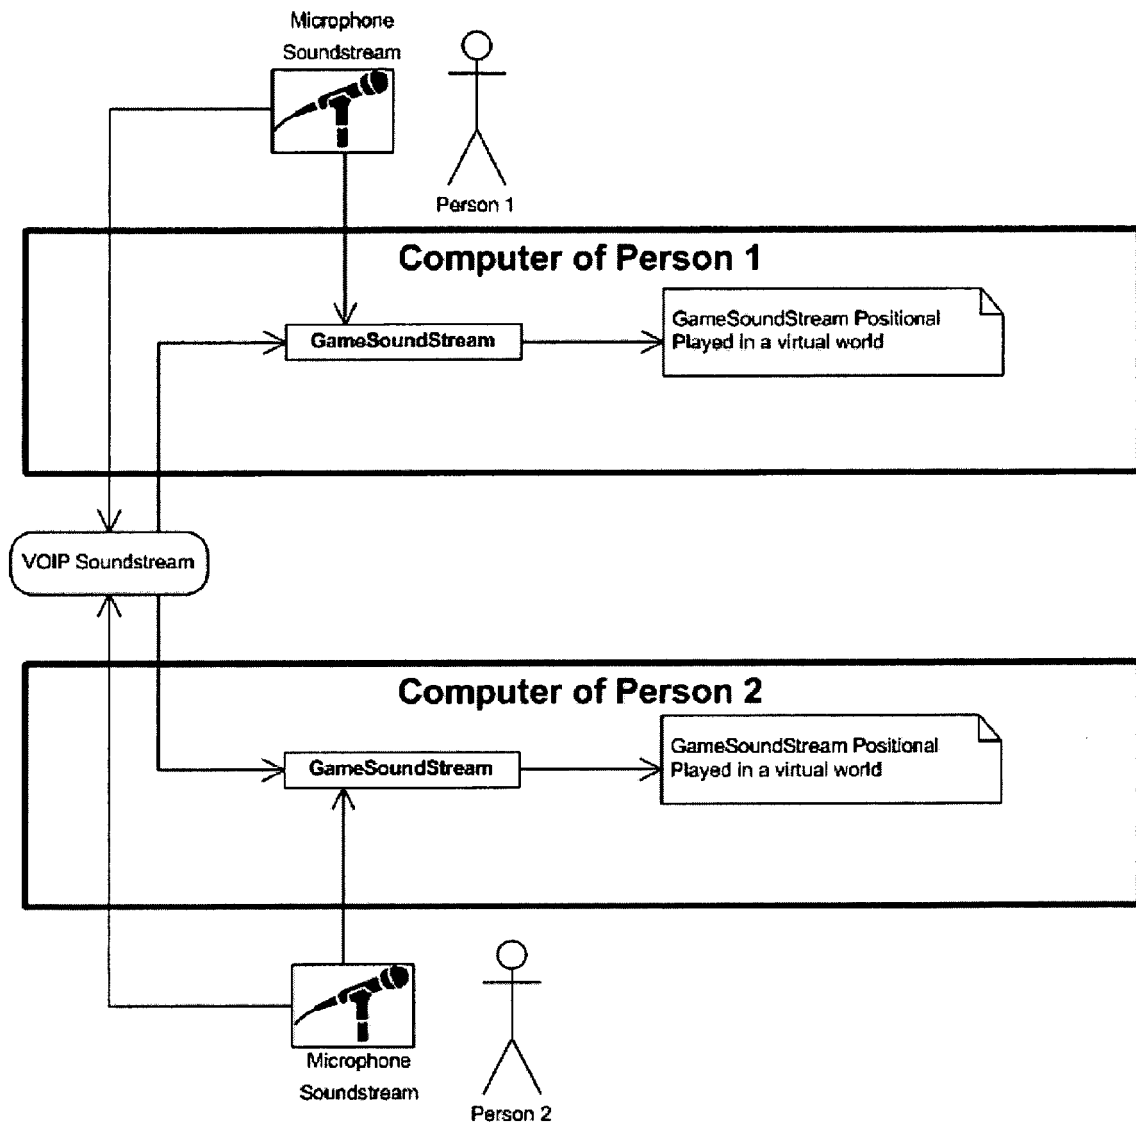 Microphone
Soundstream
Person 1
Computer of Person 1
GameSoundStream
GameSoundStream Positional
Played in a virtual world
VOIP Soundstream
Computer of Person 2
GameSoundStream
GameSoundStream Positional
Played in a virtual world
Microphone
Soundstream
Person 2